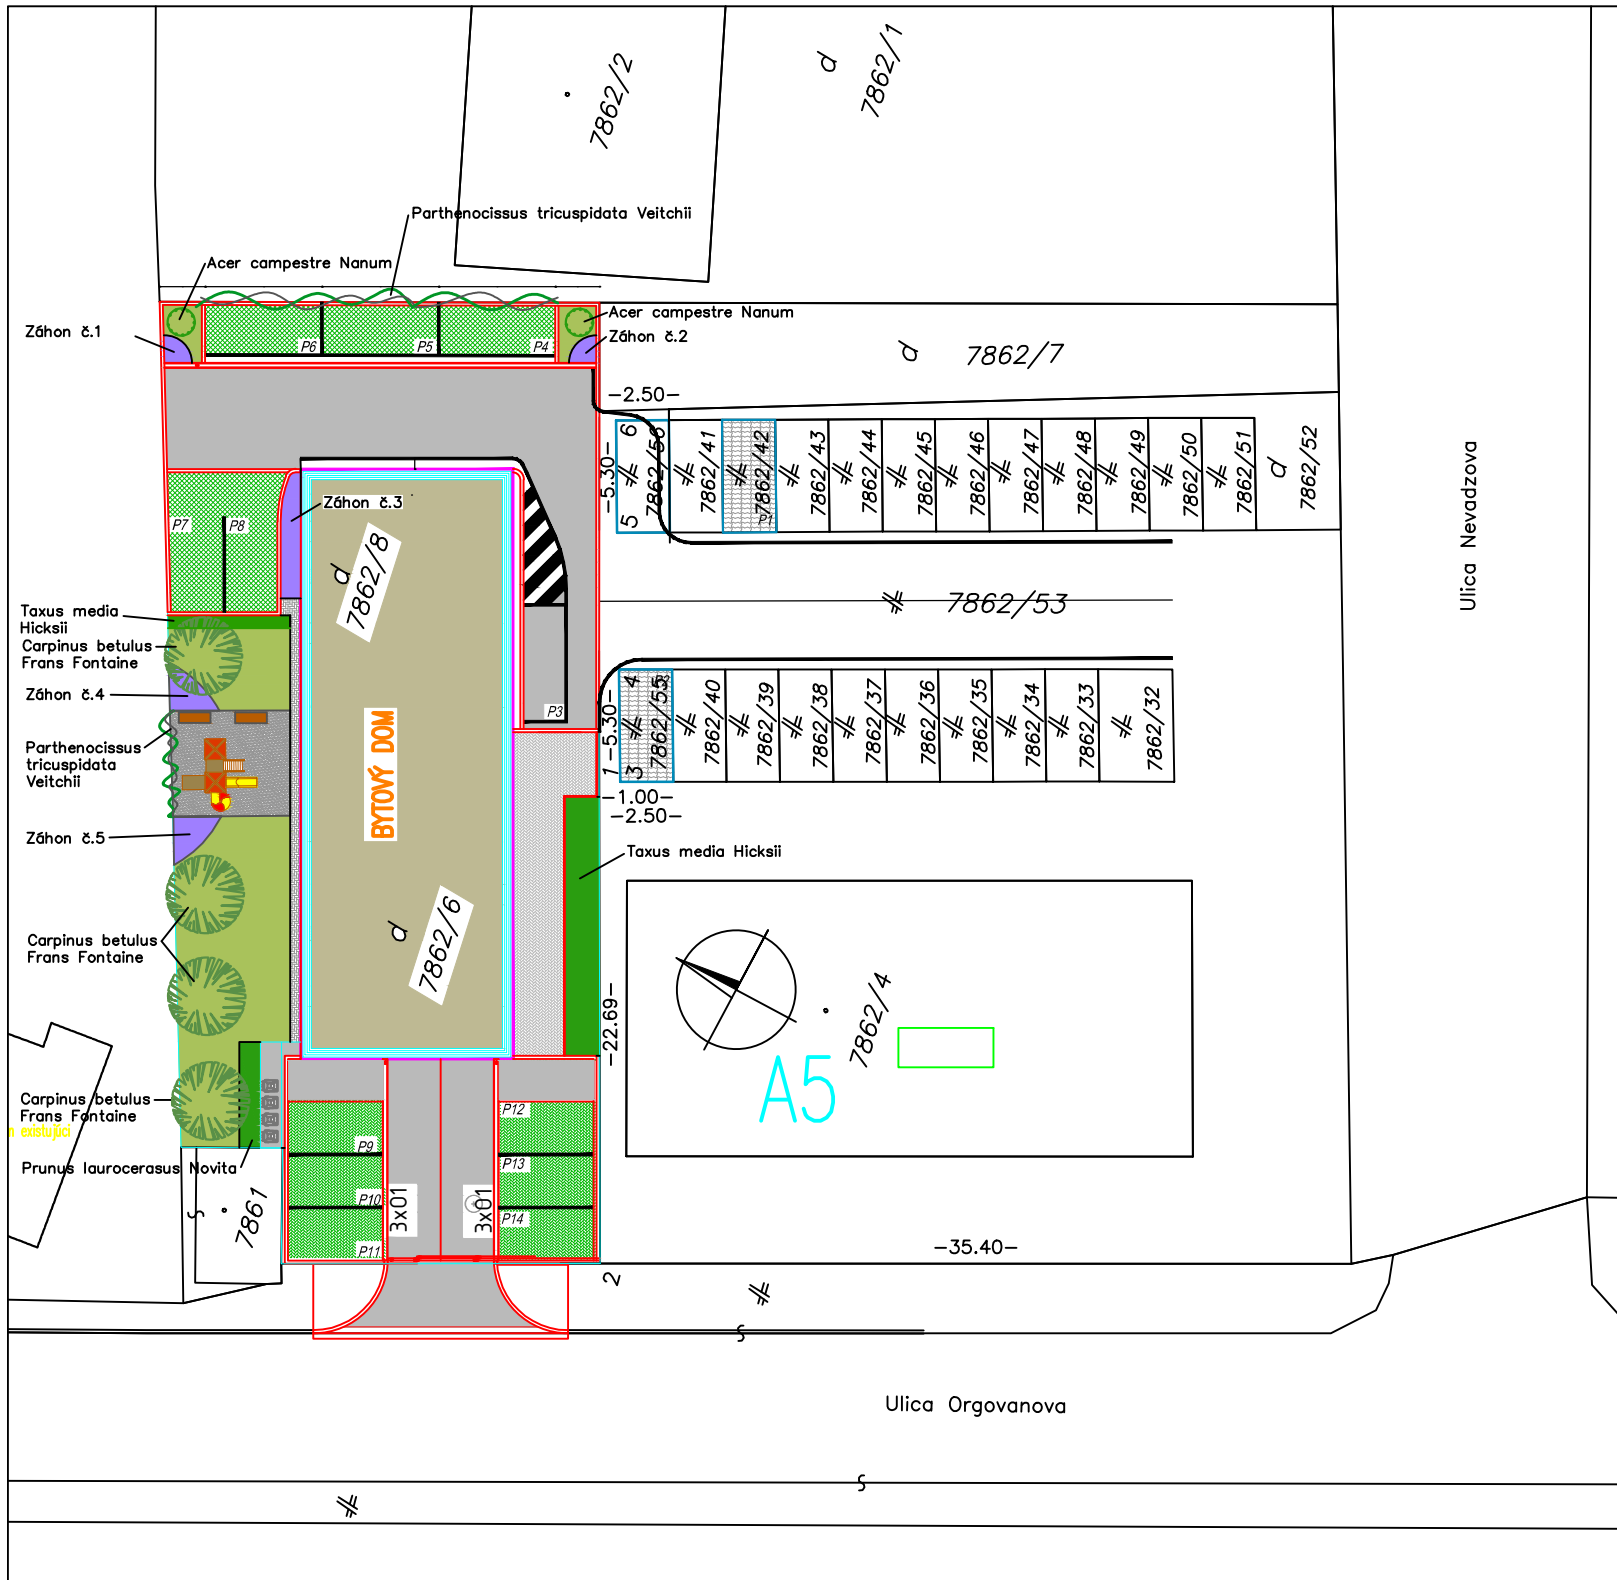 7862/2
d
7862/1
Parthenocissus tricuspidata Veitchii
Acer campestre Nanum
Acer campestre Nanum
Záhon č.1
Záhon č.2
P6
P5
P4
d
7862/7
-2.50-
-5.30-
6
5
7862/56
7862/41
7862/42
P1
7862/43
7862/44
7862/45
7862/46
7862/47
7862/48
7862/49
7862/50
7862/51
d
7862/52
Ulica Nevadzova
Záhon č.3
P7
P8
d
7862/8
7862/53
Taxus media
Hicksii
Carpinus betulus
Frans Fontaine
Záhon č.4
P3
-5.30-
1
4
3
7862/55
7862/40
7862/39
7862/38
7862/37
7862/36
7862/35
7862/34
7862/33
7862/32
Parthenocissus
tricuspidata
Veitchii
BYTOVÝ DOM
-1.00-
-2.50-
Záhon č.5
Taxus media Hicksii
d
7862/6
Carpinus betulus
Frans Fontaine
-22.69-
7862/4
A5
Carpinus betulus
Frans Fontaine
existujúci
P12
P9
P13
Prunus laurocerasus Novita
P10
P14
P11
3x01
3x01
7861
-35.40-
2
Ulica Orgovanova